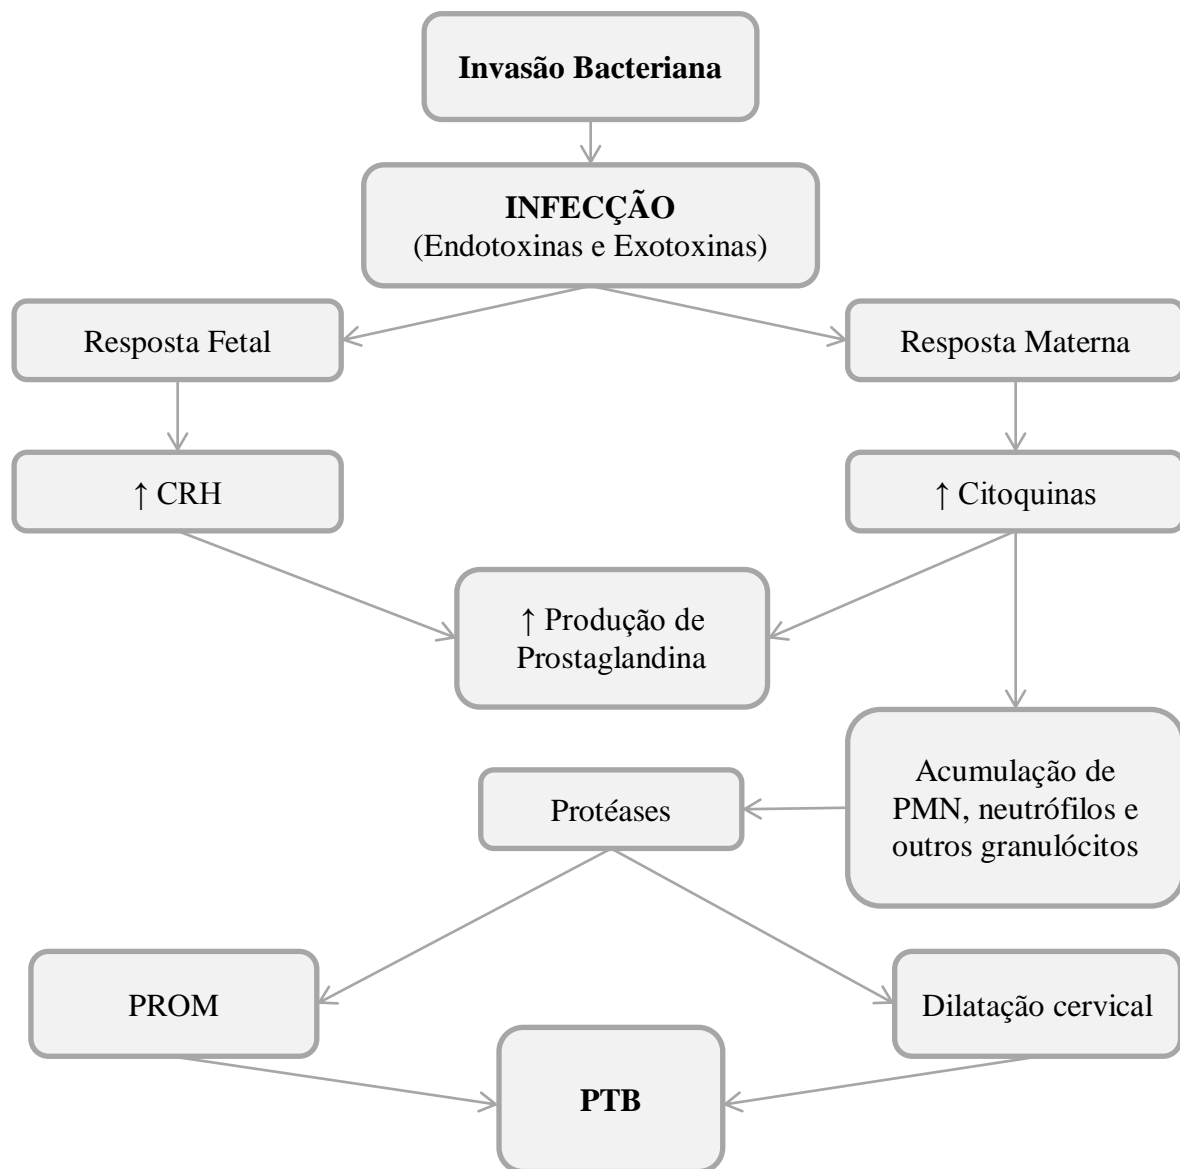 Invasão Bacteriana
INFECÇÃO
(Endotoxinas e Exotoxinas)
Resposta Fetal
Resposta Materna
↑ CRH
↑ Citoquinas
↑ Produção de
Prostaglandina
Acumulação de
PMN, neutrófilos e
outros granulócitos
Protéases
PROM
Dilatação cervical
PTB